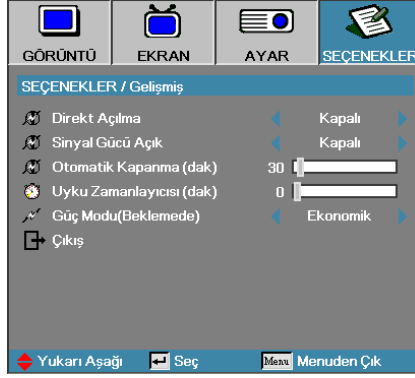 GÖRÜNTÜ EKRAN AYAR SEÇENEKLER
SEÇENEKLER / Gelişmiş
Direkt Açılma Kapalı
Sinyal Gücü Açık Kapalı
Otomatik Kapanma (dak) 30
Uyku Zamanlayıcısı (dak) 0
Güç Modu(Beklemede) Ekonomik
Çıkış
Yukarı Aşağı Seç Menu Menuden Çık